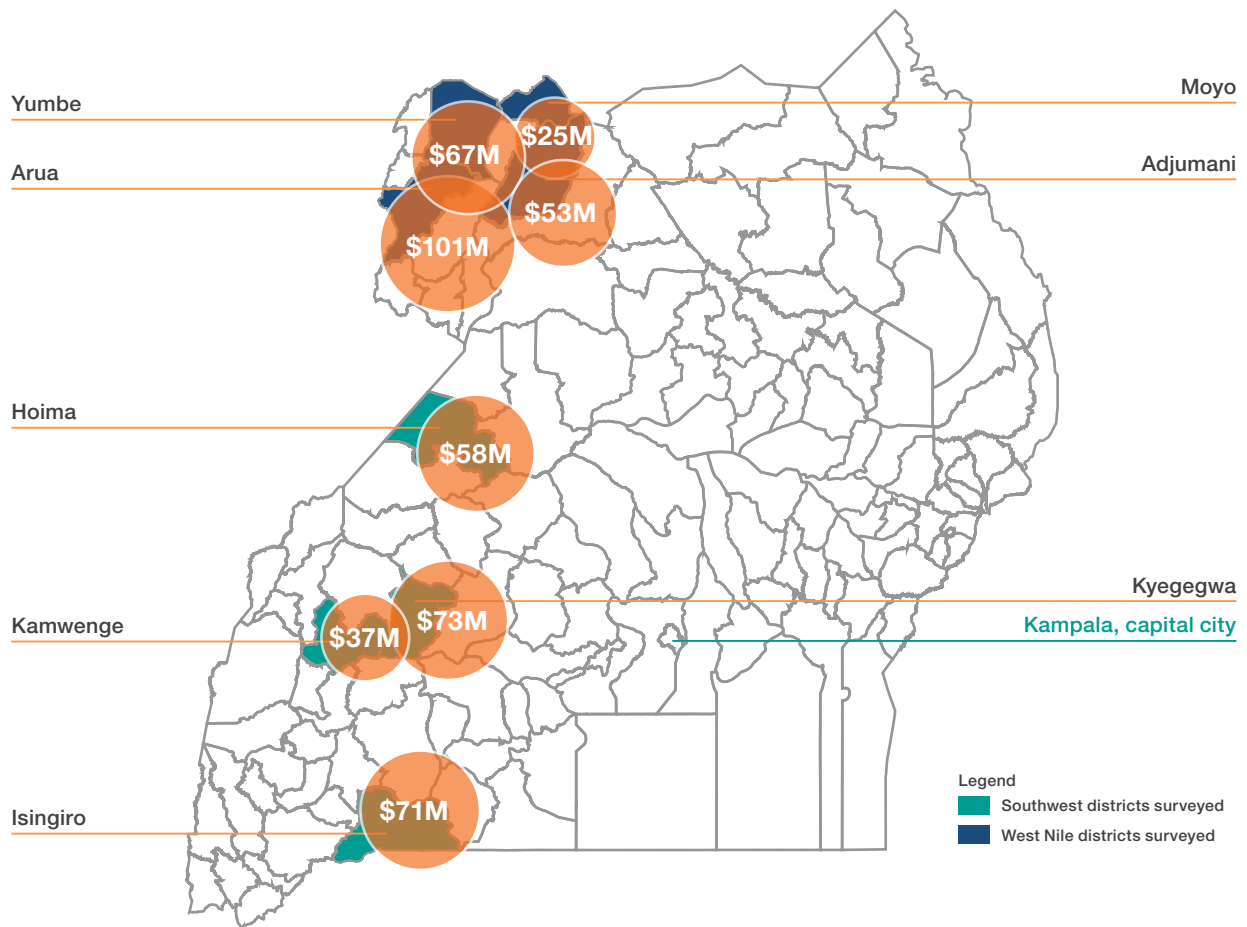 Yumbe
Moyo
$25M
$67M
Arua
Adjumani
$53M
$101M
Hoima
$58M
Kyegegwa
$73M
Kamwenge
$37M
Kampala, capital city
Legend
Southwest districts surveyed
West Nile districts surveyed
Isingiro
$71M